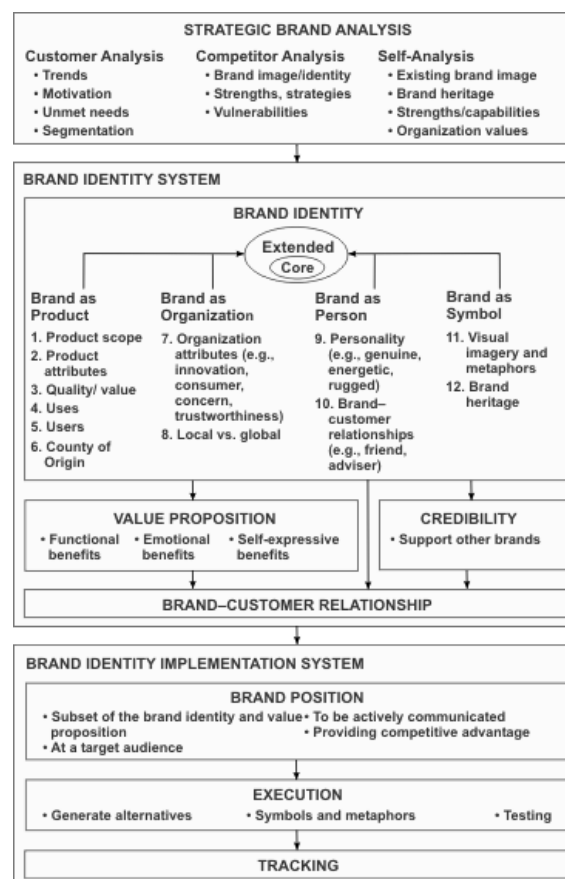 STRATEGIC BRAND ANALYSIS
Customer Analysis
• Trends
• Motivation
• Unmet needs
• Segmentation
Competitor Analysis
• Brand image/identity
• Strengths, strategies
• Vulnerabilities
Self-Analysis
• Existing brand image
• Brand heritage
• Strengths/capabilities
• Organization values
BRAND IDENTITY SYSTEM
BRAND IDENTITY
Extended
Core
Brand as
Product
1. Product scope
2. Product
attributes
3. Quality/ value
4. Uses
5. Users
6. County of
Origin
Brand as
Organization
7. Organization
attributes (e.g.,
innovation,
consumer,
concern,
trustworthiness)
8. Local vs. global
Brand as
Person
9. Personality
(e.g., genuine,
energetic,
rugged)
10. Brand–
customer
relationships
(e.g., friend,
adviser)
Brand as
Symbol
11. Visual
imagery and
metaphors
12. Brand
heritage
VALUE PROPOSITION
• Functional
benefits
• Emotional
benefits
• Self-expressive
benefits
CREDIBILITY
• Support other brands
BRAND–CUSTOMER RELATIONSHIP
BRAND IDENTITY IMPLEMENTATION SYSTEM
BRAND POSITION
• Subset of the brand identity and value
proposition
• At a target audience
• To be actively communicated
• Providing competitive advantage
EXECUTION
• Generate alternatives
• Symbols and metaphors
• Testing
TRACKING